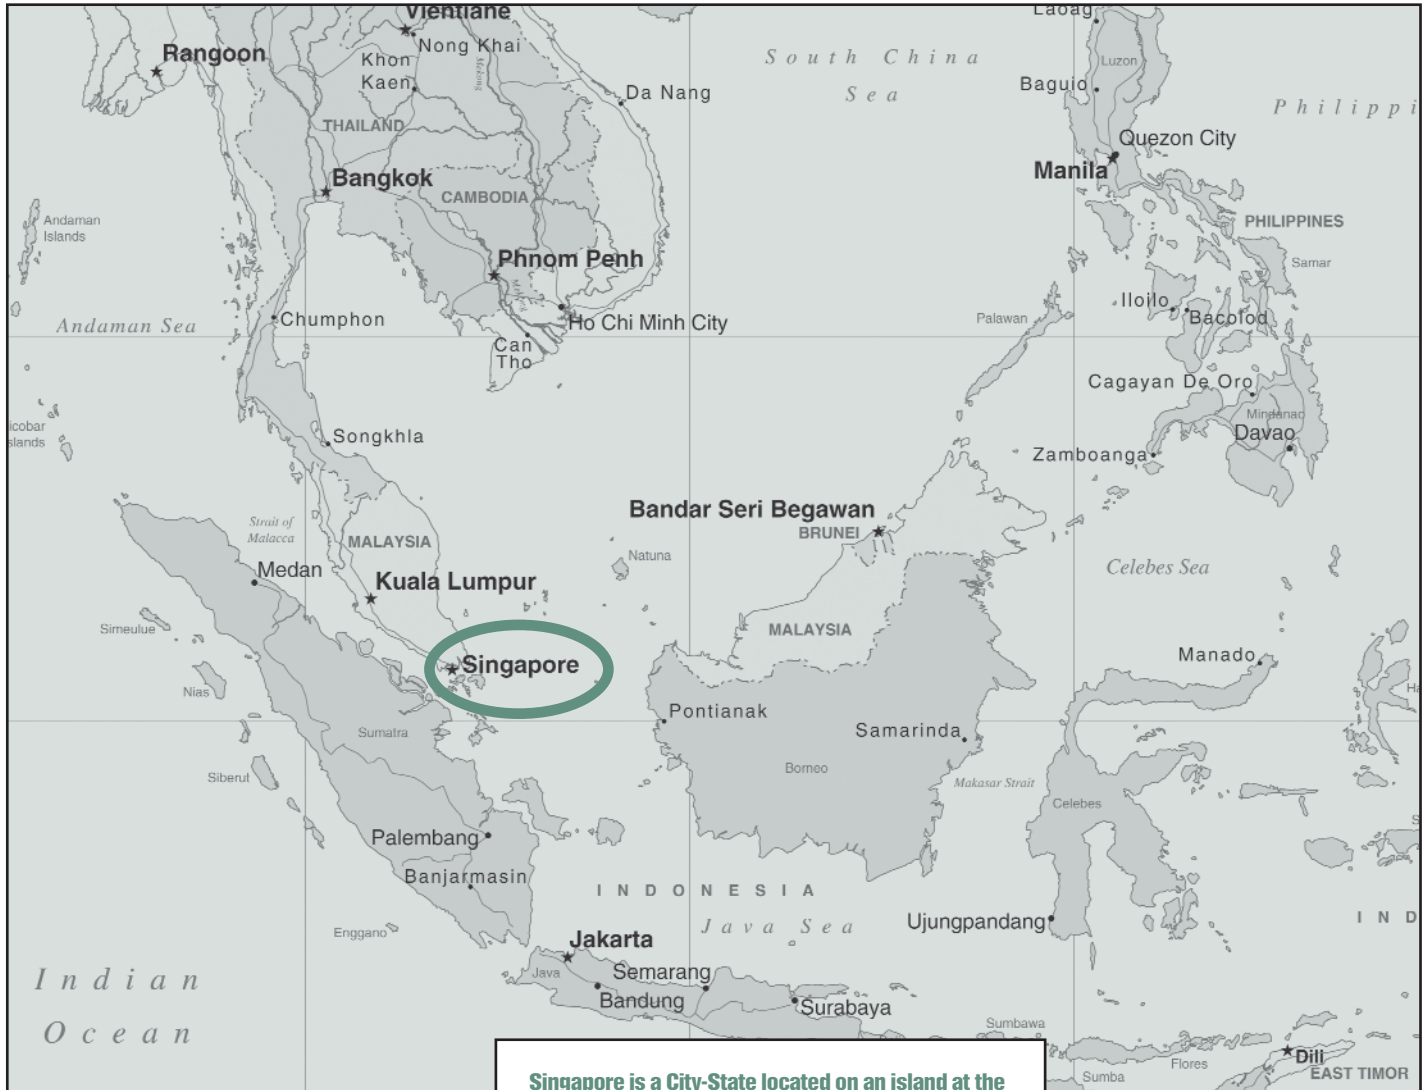 Vientiane
Laoag
Rangoon
Nong Khai
Khon
Kaen
South China
Sea
Luzon
Baguio
Da Nang
Mekong
Philippi
THAILAND
Quezon City
Manila
Bangkok
CAMBODIA
Andaman
Islands
PHILIPPINES
Phnom Penh
Samar
Iloilo
Bacolod
Andaman Sea
Chumphon
Palawan
Ho Chi Minh City
Can
Tho
Cagayan De Oro
Mindanao
icobar
slands
Songkhla
Davao
Zamboanga
Strait of
Malacca
Bandar Seri Begawan
BRUNEI
MALAYSIA
Natuna
Celebes Sea
Medan
Kuala Lumpur
Simeulue
MALAYSIA
Singapore
Manado
Nias
Ha
Pontianak
Sumatra
Samarinda
Siberut
Borneo
Makasar Strait
Celebes
S
Palembang
Banjarmasin
INDONESIA
Java Sea
Ujungpandang
IND
Enggano
Jakarta
Java
Semarang
Bandung
Surabaya
Indian
Ocean
Sumbawa
Flores
Dili
EAST TIMOR
Sumba
Singapore is a City-State located on an island at the